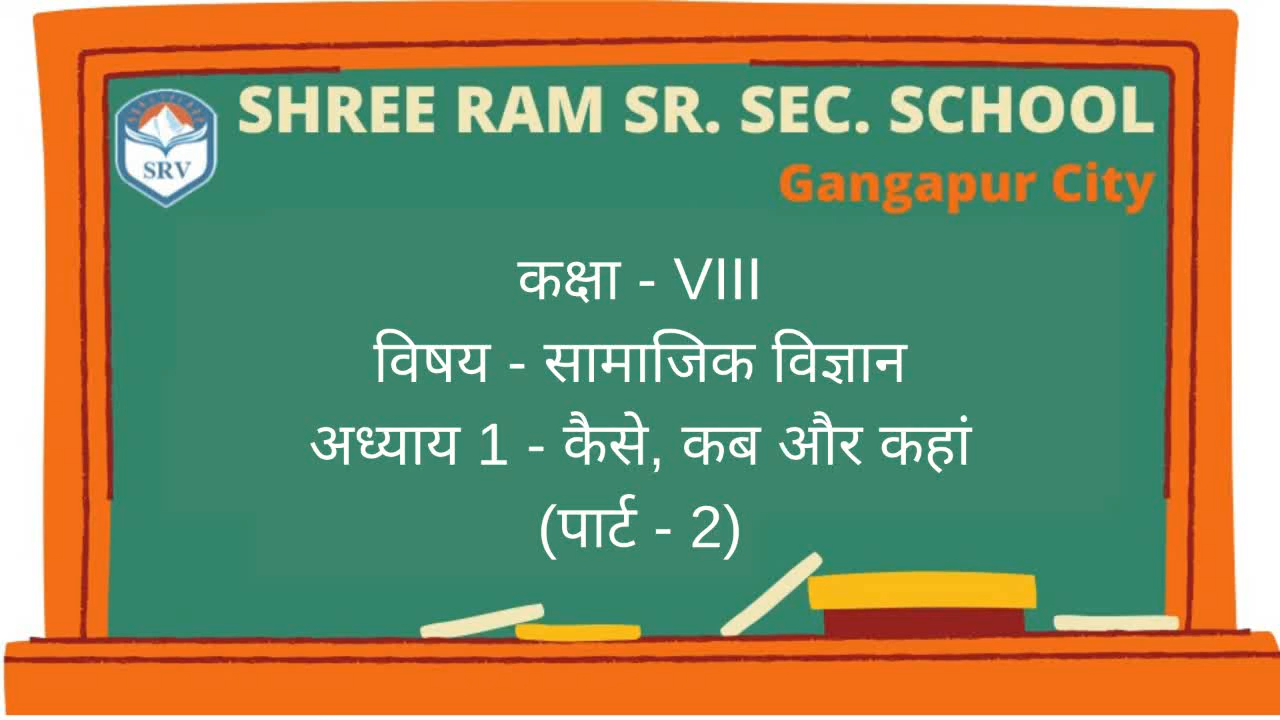 SHREE RAM SR. SEC. SCHOOL
Gangapur City
SRV
कक्षा - VIII
विषय - सामाजिक विज्ञान
अध्याय 1 - कैसे, कब और कहां
(पार्ट - 2)